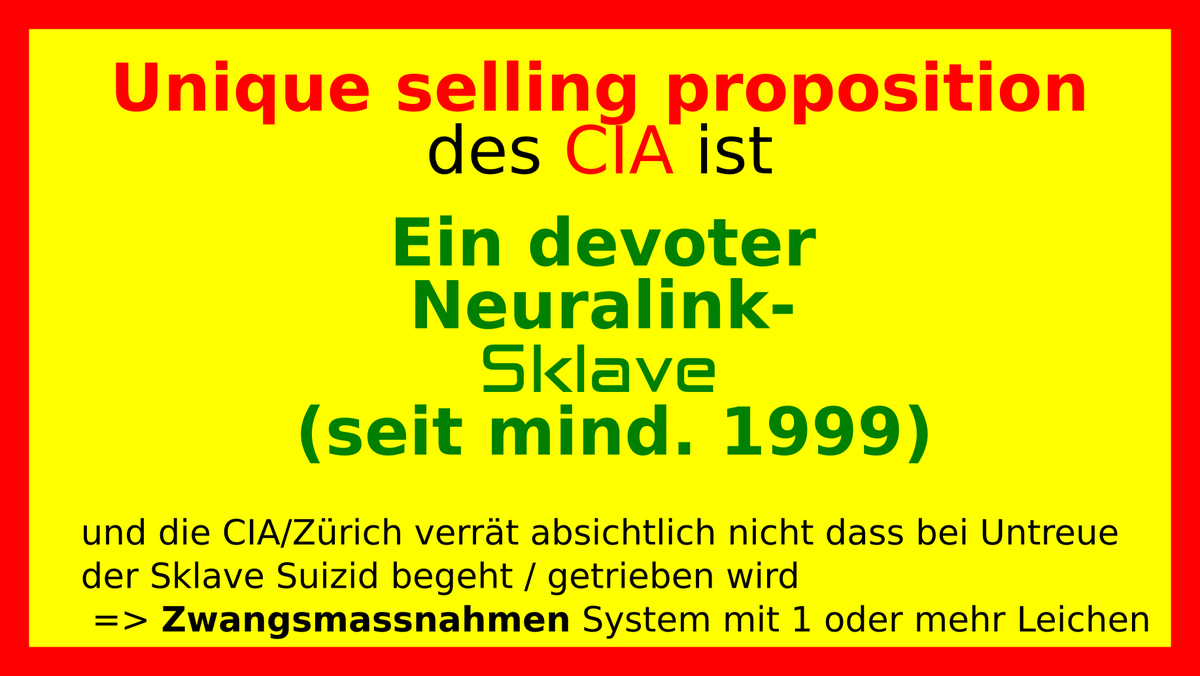 Unique selling proposition
des CIA ist
Ein devoter
Neuralink-
Sklave
(seit mind. 1999)
und die CIA/Zürich verrät absichtlich nicht dass bei Untreue
der Sklave Suizid begeht / getrieben wird
=> Zwangsmassnahmen System mit 1 oder mehr Leichen